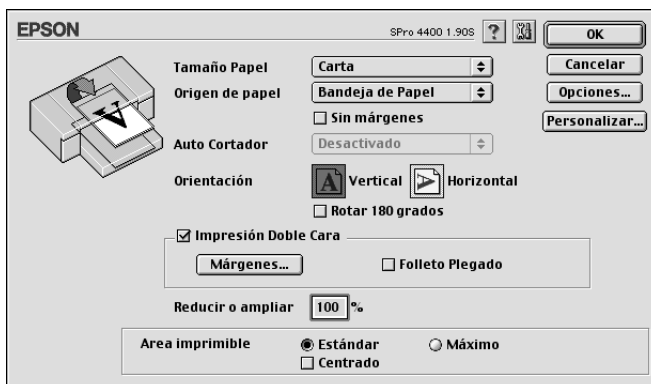 EPSON
SPro 4400 1.90S
?
OK
Tamaño Papel
Carta
Cancelar
Origen de papel
Bandeja de Papel
Opciones...
Sin márgenes
Personalizar...
Auto Cortador
Desactivado
Orientación
A Vertical A Horizontal
Rotar 180 grados
Impresión Doble Cara
Márgenes...
Folleto Plegado
Reducir o ampliar
100 %
Area imprimible
Estándar
Máximo
Centrado
A